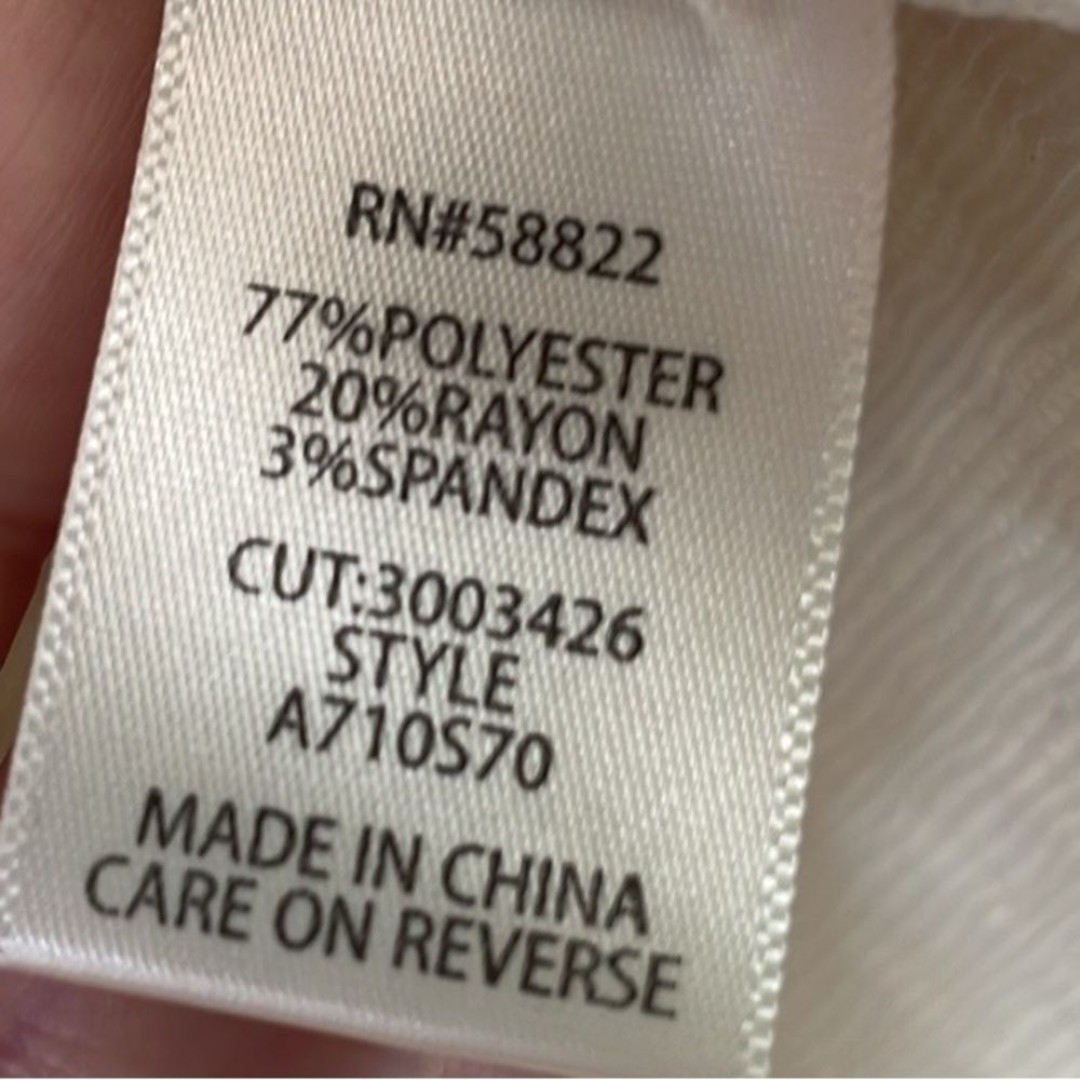 RN#58822
77%POLYESTER
20%RAYON
3%SPANDEX
CUT:3003426
STYLE
A710S70
MADE IN CHINA
CARE ON REVERSE